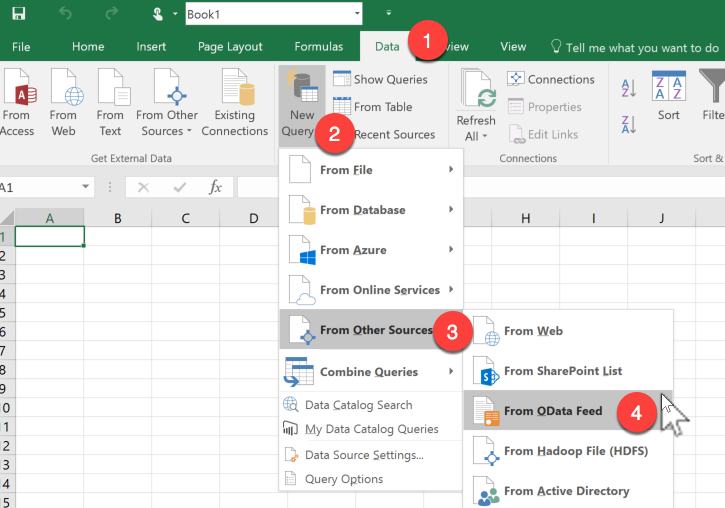 Book1
File Home Insert Page Layout Formulas Data 1 View Tell me what you want to do
From Access
From Web
From Text
From Other Sources
Existing Connections
Get External Data
New Query
2
Show Queries
From Table
Recent Sources
Refresh All
Connections
Properties
Edit Links
Connections
A Z
Z A
Z A A Z
Sort
Sort &
A1 fx
A B C D H I J
1
2
3
4
5
6
7
8
9
10
11
12
13
14
15
From File
From Database
From Azure
From Online Services
From Other Sources 3
Combine Queries
Data Catalog Search
My Data Catalog Queries
Data Source Settings...
Query Options
From Web
From SharePoint List
From OData Feed 4
From Hadoop File (HDFS)
From Active Directory